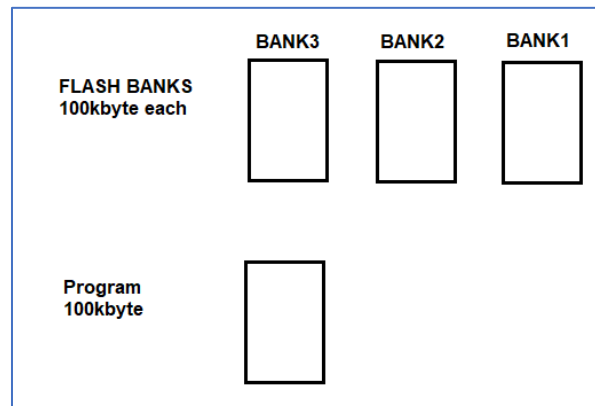 BANK3 BANK2 BANK1
FLASH BANKS
100kbyte each
Program
100kbyte